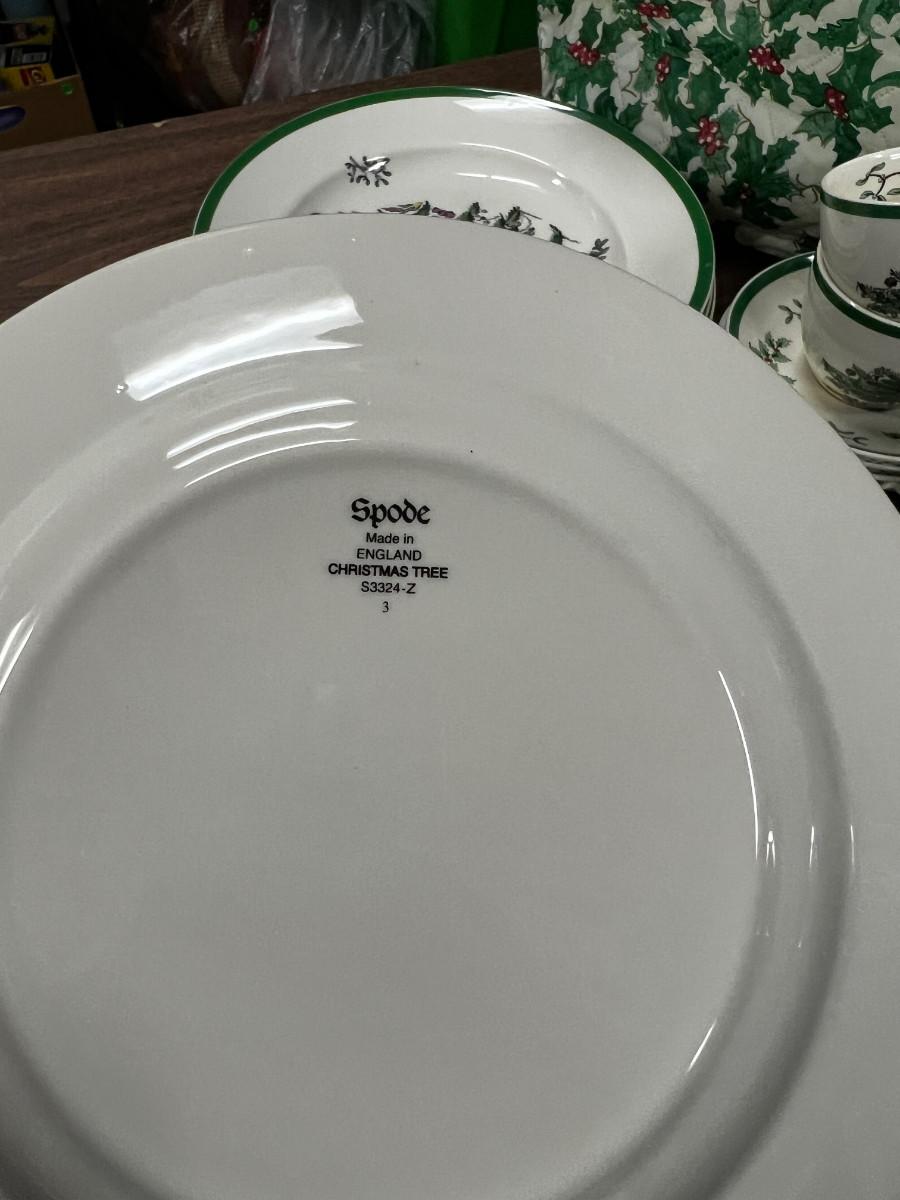 Spode
Made in
ENGLAND
CHRISTMAS TREE
S3324-Z
3